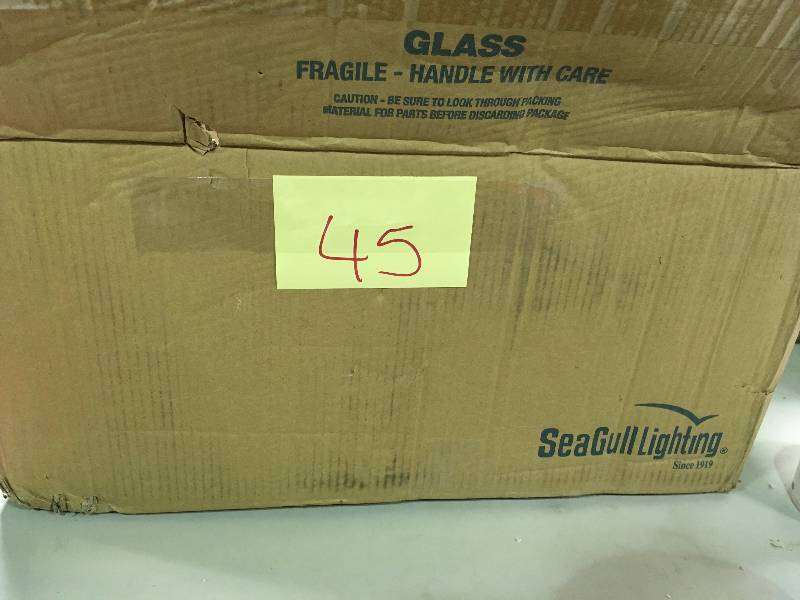 GLASS
FRAGILE - HANDLE WITH CARE
CAUTION - BE SURE TO LOOK THROUGH PACKING
MATERIAL FOR PARTS BEFORE DISCARDING PACKAGE
45
SeaGull Lighting®
Since 1919